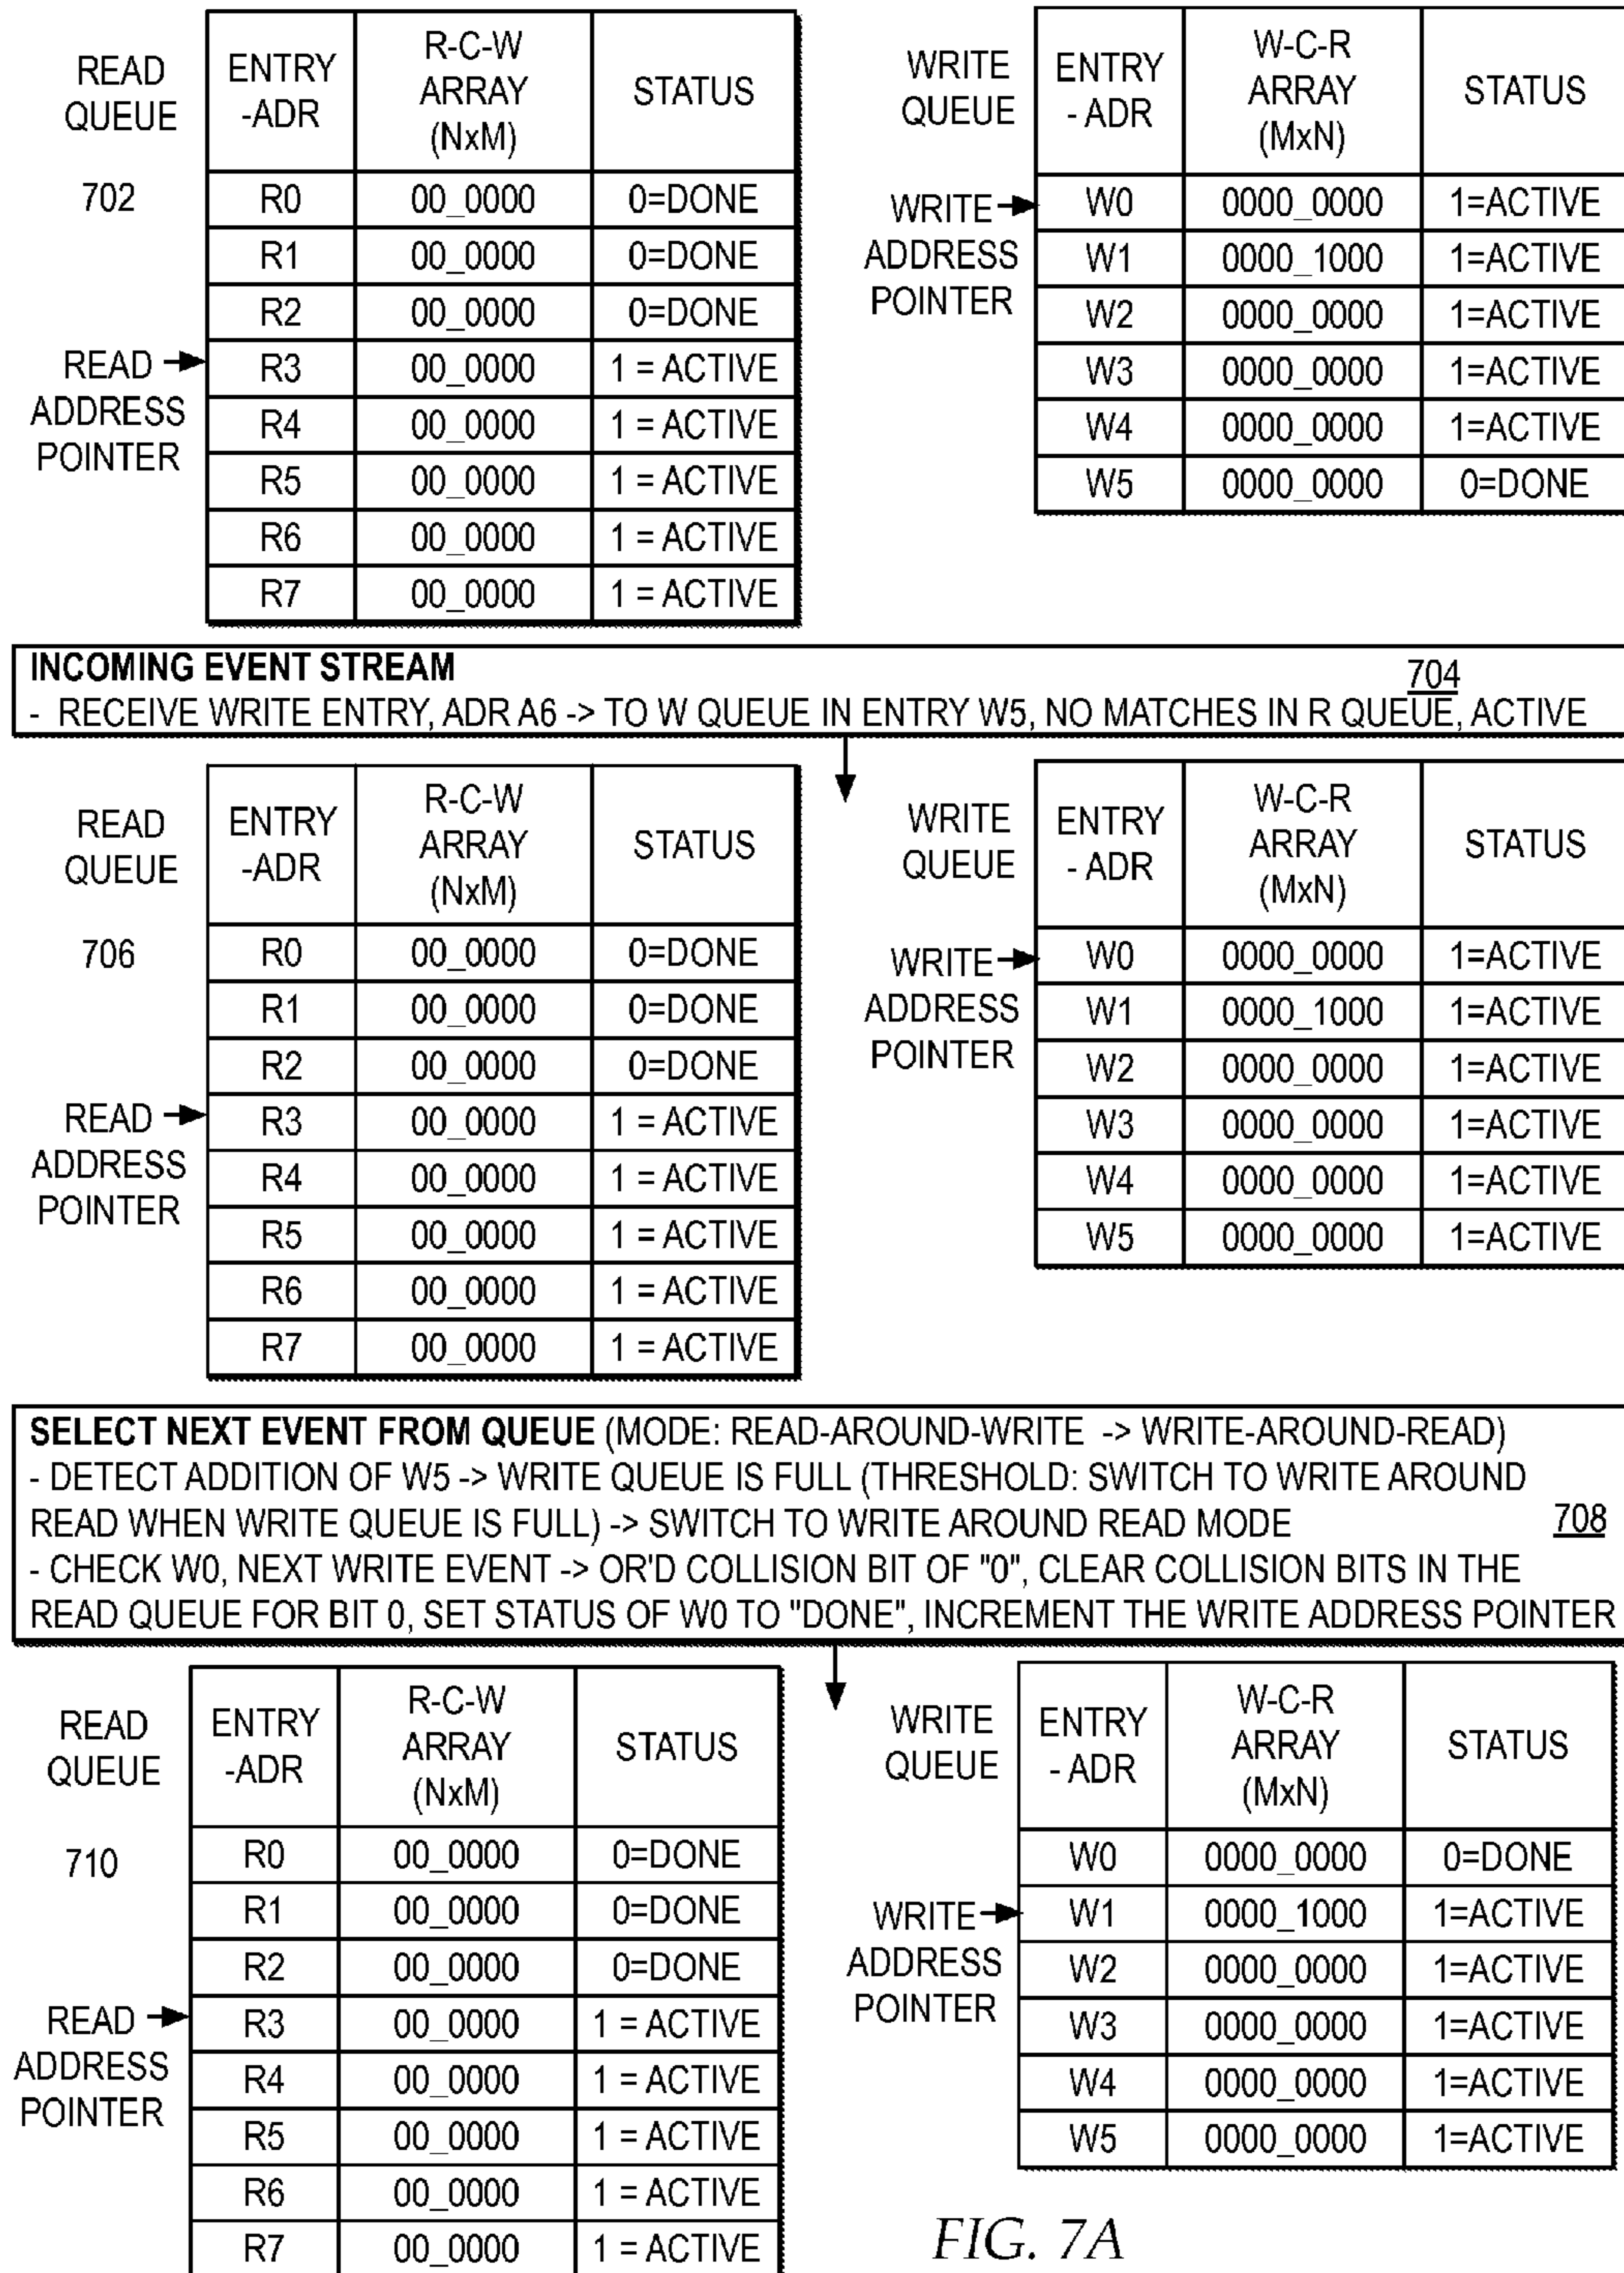 READ QUEUE
702
READ ADDRESS POINTER
ENTRY -ADR R-C-W ARRAY (NxM) STATUS
R0 00_0000 0=DONE
R1 00_0000 0=DONE
R2 00_0000 0=DONE
R3 00_0000 1 = ACTIVE
R4 00_0000 1 = ACTIVE
R5 00_0000 1 = ACTIVE
R6 00_0000 1 = ACTIVE
R7 00_0000 1 = ACTIVE
WRITE QUEUE
WRITE ADDRESS POINTER
ENTRY - ADR W-C-R ARRAY (MxN) STATUS
W0 0000_0000 1=ACTIVE
W1 0000_1000 1=ACTIVE
W2 0000_0000 1=ACTIVE
W3 0000_0000 1=ACTIVE
W4 0000_0000 1=ACTIVE
W5 0000_0000 0=DONE
INCOMING EVENT STREAM 704
- RECEIVE WRITE ENTRY, ADR A6 -> TO W QUEUE IN ENTRY W5, NO MATCHES IN R QUEUE, ACTIVE
READ QUEUE
706
READ ADDRESS POINTER
ENTRY -ADR R-C-W ARRAY (NxM) STATUS
R0 00_0000 0=DONE
R1 00_0000 0=DONE
R2 00_0000 0=DONE
R3 00_0000 1 = ACTIVE
R4 00_0000 1 = ACTIVE
R5 00_0000 1 = ACTIVE
R6 00_0000 1 = ACTIVE
R7 00_0000 1 = ACTIVE
WRITE QUEUE
WRITE ADDRESS POINTER
ENTRY - ADR W-C-R ARRAY (MxN) STATUS
W0 0000_0000 1=ACTIVE
W1 0000_1000 1=ACTIVE
W2 0000_0000 1=ACTIVE
W3 0000_0000 1=ACTIVE
W4 0000_0000 1=ACTIVE
W5 0000_0000 1=ACTIVE
SELECT NEXT EVENT FROM QUEUE (MODE: READ-AROUND-WRITE -> WRITE-AROUND-READ)
- DETECT ADDITION OF W5 -> WRITE QUEUE IS FULL (THRESHOLD: SWITCH TO WRITE AROUND
READ WHEN WRITE QUEUE IS FULL) -> SWITCH TO WRITE AROUND READ MODE 708
- CHECK W0, NEXT WRITE EVENT -> OR'D COLLISION BIT OF "0", CLEAR COLLISION BITS IN THE
READ QUEUE FOR BIT 0, SET STATUS OF W0 TO "DONE", INCREMENT THE WRITE ADDRESS POINTER
READ QUEUE
710
READ ADDRESS POINTER
ENTRY -ADR R-C-W ARRAY (NxM) STATUS
R0 00_0000 0=DONE
R1 00_0000 0=DONE
R2 00_0000 0=DONE
R3 00_0000 1 = ACTIVE
R4 00_0000 1 = ACTIVE
R5 00_0000 1 = ACTIVE
R6 00_0000 1 = ACTIVE
R7 00_0000 1 = ACTIVE
WRITE QUEUE
WRITE ADDRESS POINTER
ENTRY - ADR W-C-R ARRAY (MxN) STATUS
W0 0000_0000 0=DONE
W1 0000_1000 1=ACTIVE
W2 0000_0000 1=ACTIVE
W3 0000_0000 1=ACTIVE
W4 0000_0000 1=ACTIVE
W5 0000_0000 1=ACTIVE
FIG. 7A